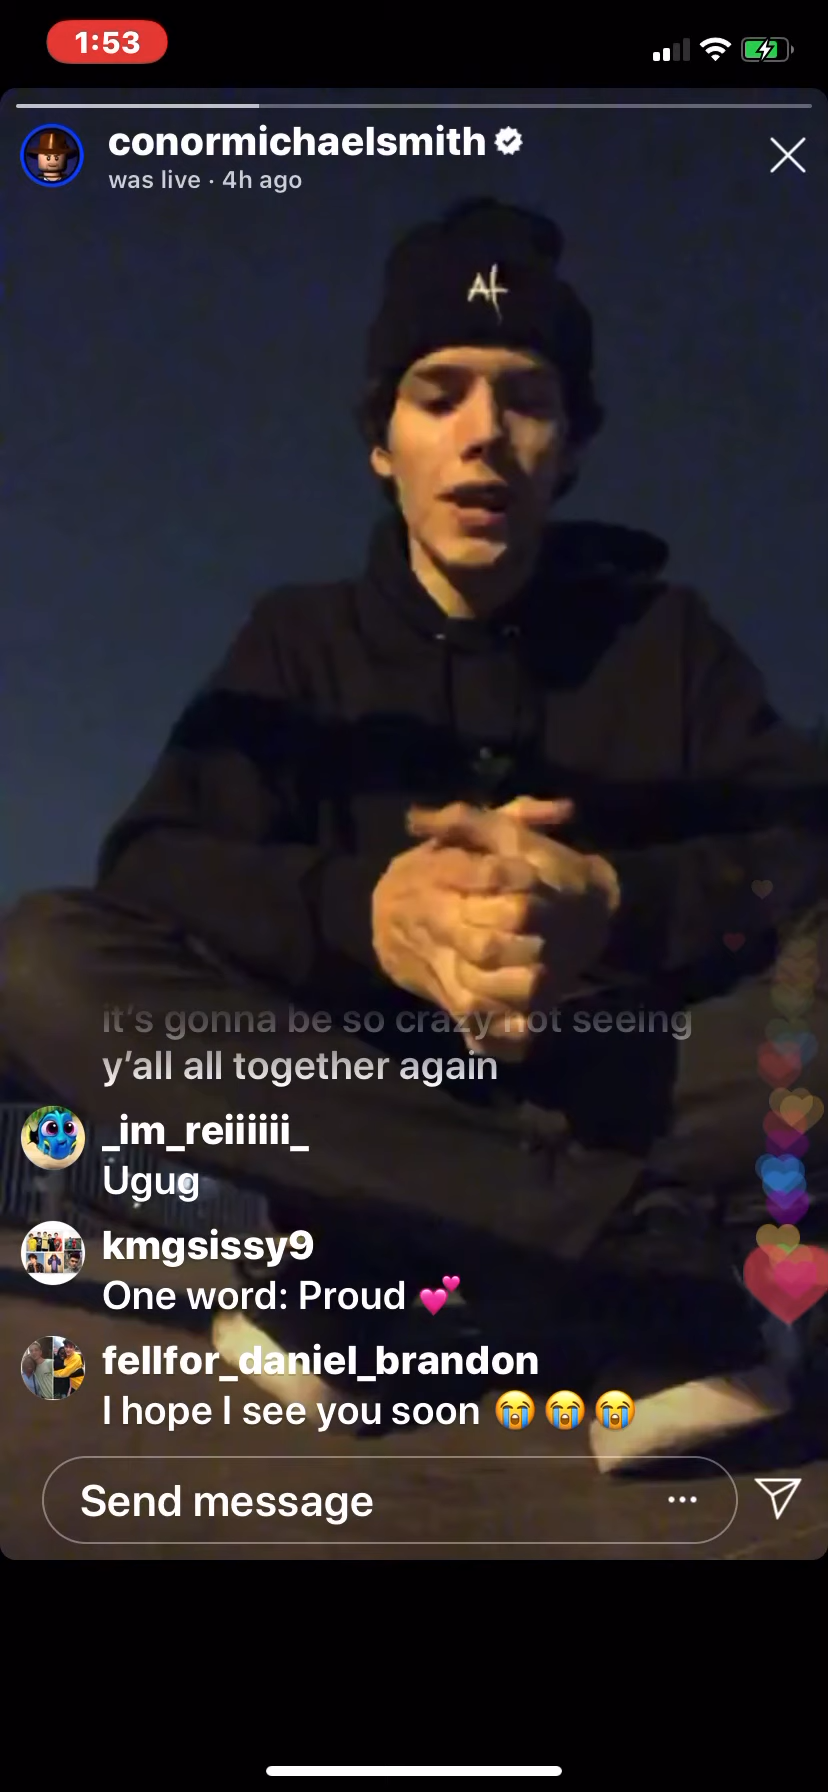 1:53
conormichaelsmith
was live · 4h ago
it's gonna be so crazy not seeing
y'all all together again
_im_reiiiiii_
Ugug
kmgsissy9
One word: Proud 💕
fellfor_daniel_brandon
I hope I see you soon 😭😭😭
Send message